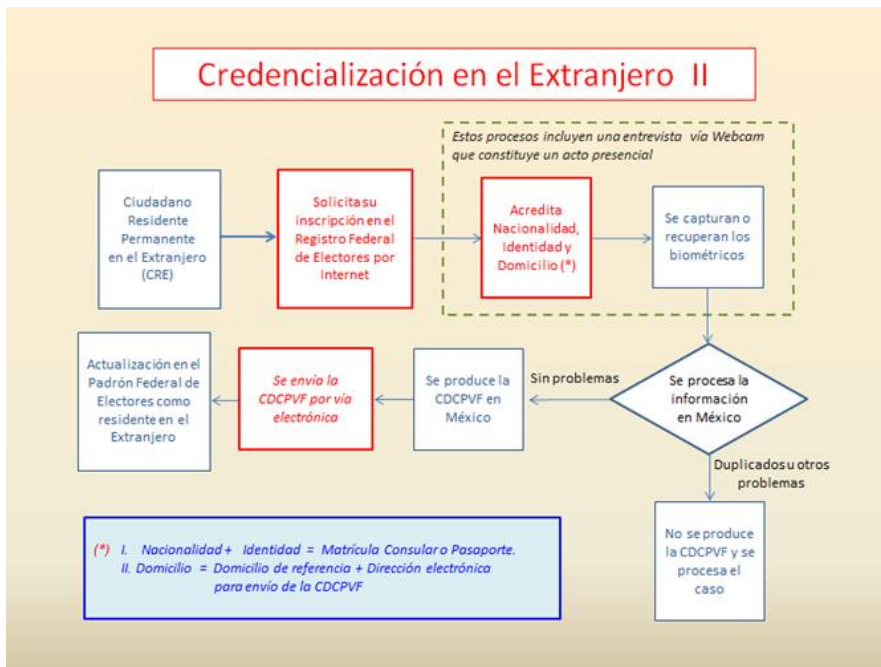 Credencialización en el Extranjero II
Estos procesos incluyen una entrevista vía Webcam
que constituye un acto presencial
Ciudadano
Residente
Permanente
en el Extranjero
(CRE)
Solicita su
inscripción en el
Registro Federal
de Electores por
Internet
Acredita
Nacionalidad,
Identidad y
Domicilio (*)
Se capturan o
recuperan los
biométricos
Actualización en el
Padrón Federal de
Electores como
residente en el
Extranjero
Se envía la
CDCPVF por vía
electrónica
Se produce la
CDCPVF en
México
Sin problemas
Se procesa la
información
en México
Duplicados u otros
problemas
No se produce
la CDCPVF y se
procesa el
caso
(*) I. Nacionalidad + Identidad = Matrícula Consular o Pasaporte.
II. Domicilio = Domicilio de referencia + Dirección electrónica
para envío de la CDCPVF